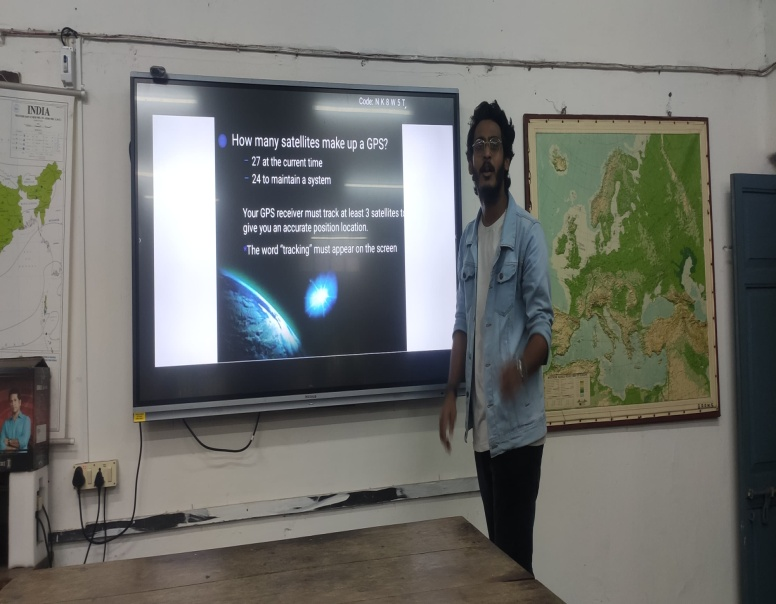 INDIA
Code: N K 8 W 5 T
How many satellites make up a GPS?
- 27 at the current time
- 24 to maintain a system
Your GPS receiver must track at least 3 satellites to
give you an accurate position location.
The word "tracking" must appear on the screen